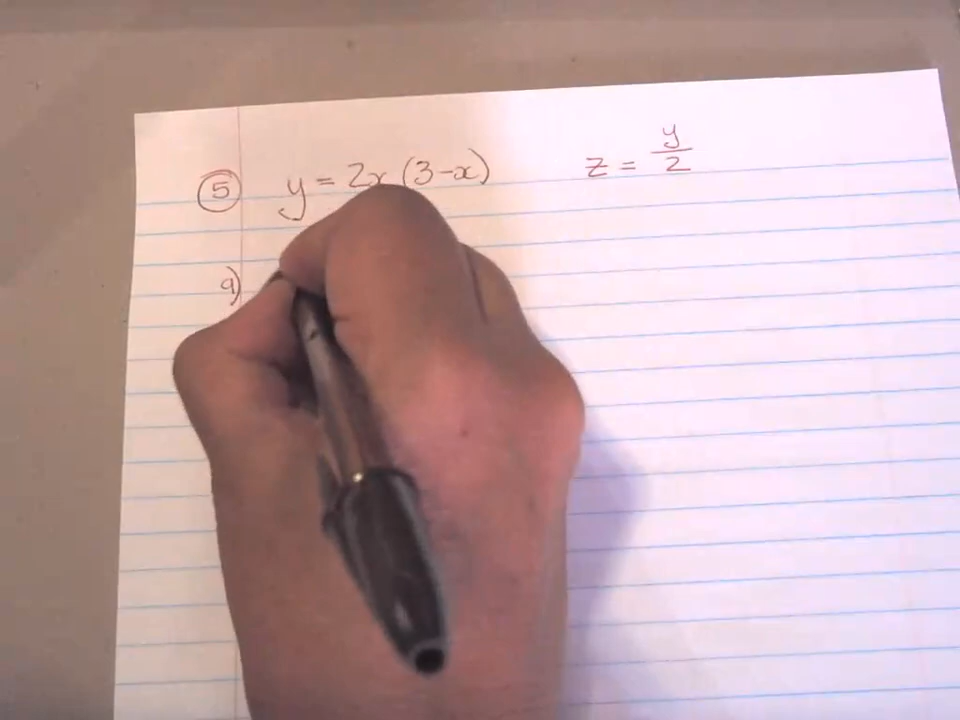 5 y = 2x (3-x) z = y/2
a)